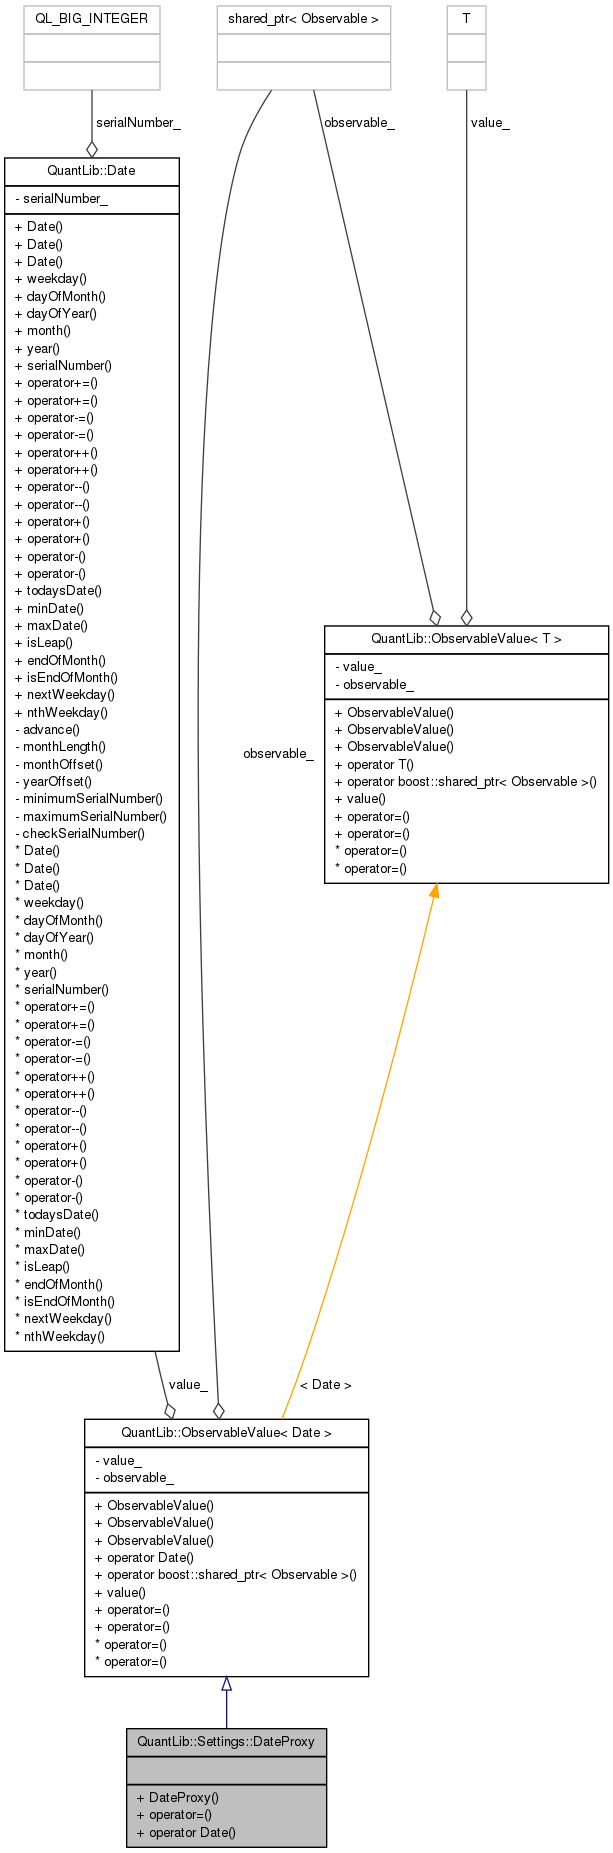 QL_BIG_INTEGER
shared_ptr< Observable >
T
serialNumber_
observable_
value_
QuantLib::Date
- serialNumber_
+ Date()
+ Date()
+ Date()
+ weekday()
+ dayOfMonth()
+ dayOfYear()
+ month()
+ year()
+ serialNumber()
+ operator+=()
+ operator+=()
+ operator-=()
+ operator-=()
+ operator++()
+ operator++()
+ operator--()
+ operator--()
+ operator+()
+ operator+()
+ operator-()
+ operator-()
+ todaysDate()
+ minDate()
+ maxDate()
+ isLeap()
+ endOfMonth()
+ isEndOfMonth()
+ nextWeekday()
+ nthWeekday()
- advance()
- monthLength()
- monthOffset()
- yearOffset()
- minimumSerialNumber()
- maximumSerialNumber()
- checkSerialNumber()
* Date()
* Date()
* Date()
* weekday()
* dayOfMonth()
* dayOfYear()
* month()
* year()
* serialNumber()
* operator+=()
* operator+=()
* operator-=()
* operator-=()
* operator++()
* operator++()
* operator--()
* operator--()
* operator+()
* operator+()
* operator-()
* operator-()
* todaysDate()
* minDate()
* maxDate()
* isLeap()
* endOfMonth()
* isEndOfMonth()
* nextWeekday()
* nthWeekday()
QuantLib::ObservableValue< T >
- value_
- observable_
+ ObservableValue()
+ ObservableValue()
+ ObservableValue()
+ operator T()
+ operator boost::shared_ptr< Observable >()
+ value()
+ operator=()
+ operator=()
* operator=()
* operator=()
observable_
value_
< Date >
QuantLib::ObservableValue< Date >
- value_
- observable_
+ ObservableValue()
+ ObservableValue()
+ ObservableValue()
+ operator Date()
+ operator boost::shared_ptr< Observable >()
+ value()
+ operator=()
+ operator=()
* operator=()
* operator=()
QuantLib::Settings::DateProxy
+ DateProxy()
+ operator=()
+ operator Date()